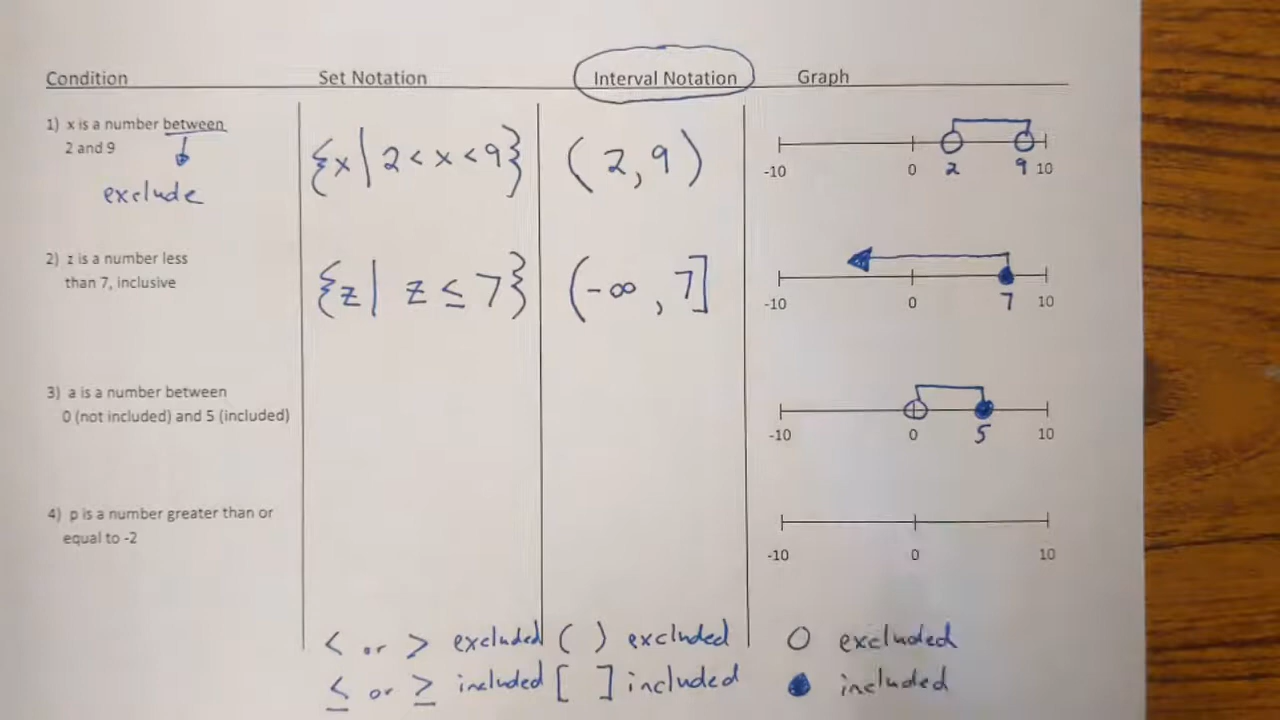 Condition Set Notation Interval Notation Graph
1) x is a number between
2 and 9
exclude
{x | 2 < x < 9} (2, 9)
-10 0 2 9 10
2) z is a number less
than 7, inclusive
{z | z ≤ 7} (-∞, 7]
-10 0 7 10
3) a is a number between
0 (not included) and 5 (included)
-10 0 5 10
4) p is a number greater than or
equal to -2
-10 0 10
< or > excluded ( ) excluded O excluded
≤ or ≥ included [ ] included ● included